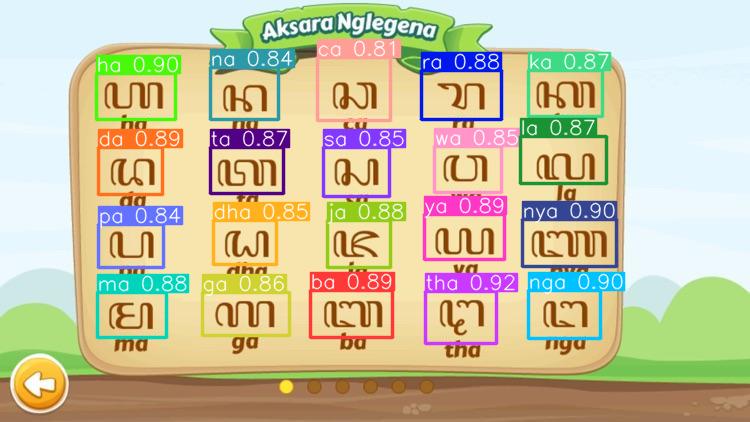 Aksara Nglegena
ha 0.90 na 0.84 ca 0.81 ra 0.88 ka 0.87
ꦲ ꦤ ꦕ ꦫ ꦏ
da 0.89 ta 0.87 sa 0.85 wa 0.85 la 0.87
ꦢ ꦠ ꦱ ꦮ ꦭ
la
pa 0.84 dha 0.85 ja 0.88 ya 0.89 nya 0.90
ꦥ ꦝ ꦗ ꦪ ꦚ
ma 0.88 ga 0.86 ba 0.89 tha 0.92 nga 0.90
ꦩ ꦒ ꦧ ꦛ ꦔ
ma ga ba tha nga